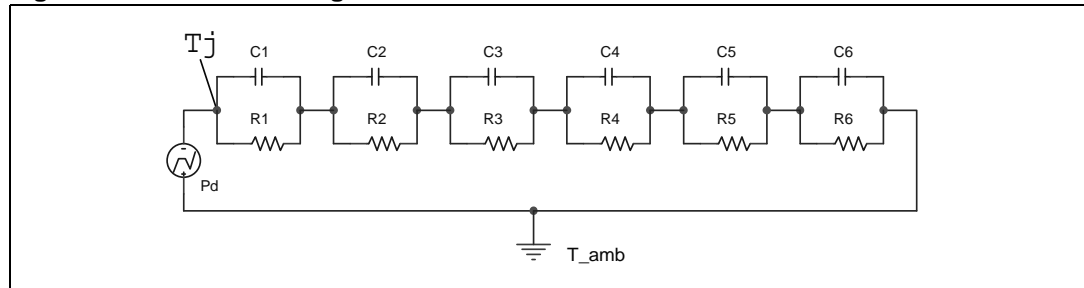 Tj
C1 C2 C3 C4 C5 C6
R1 R2 R3 R4 R5 R6
Pd
T_amb